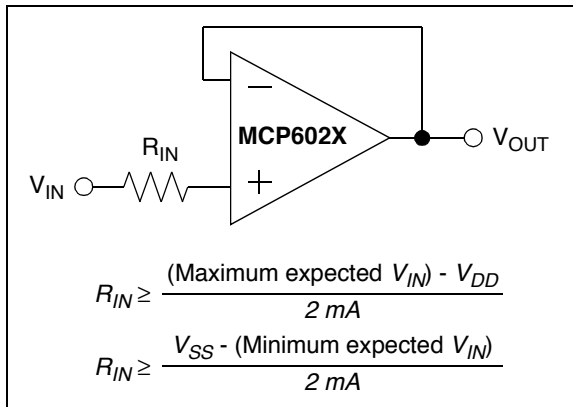 MCP602X
R_IN
V_IN
V_OUT
−
+
R_IN ≥ (Maximum expected V_IN) - V_DD
2 mA
R_IN ≥ V_SS - (Minimum expected V_IN)
2 mA